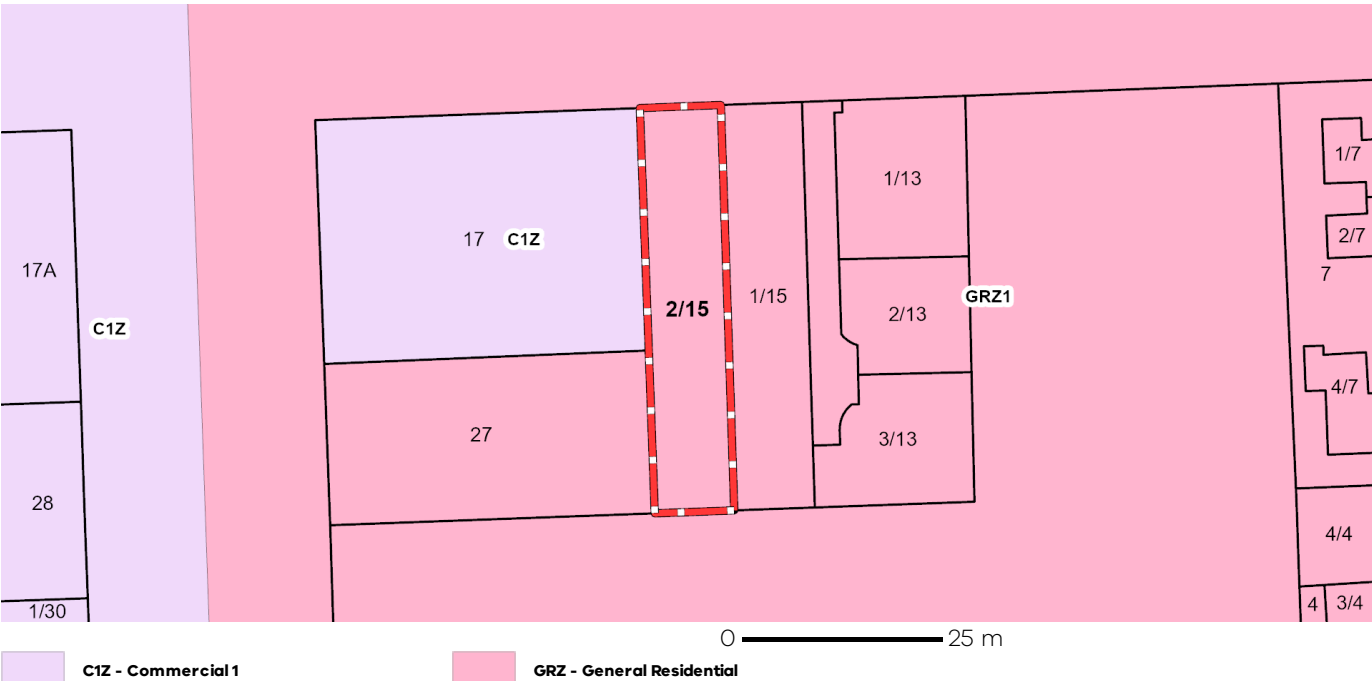 1/7
1/13
2/7
17 C1Z
17A
7
1/15
GRZ1
2/15
2/13
C1Z
4/7
27
3/13
28
4/4
1/30
4
3/4
0 25 m
C1Z - Commercial 1
GRZ - General Residential